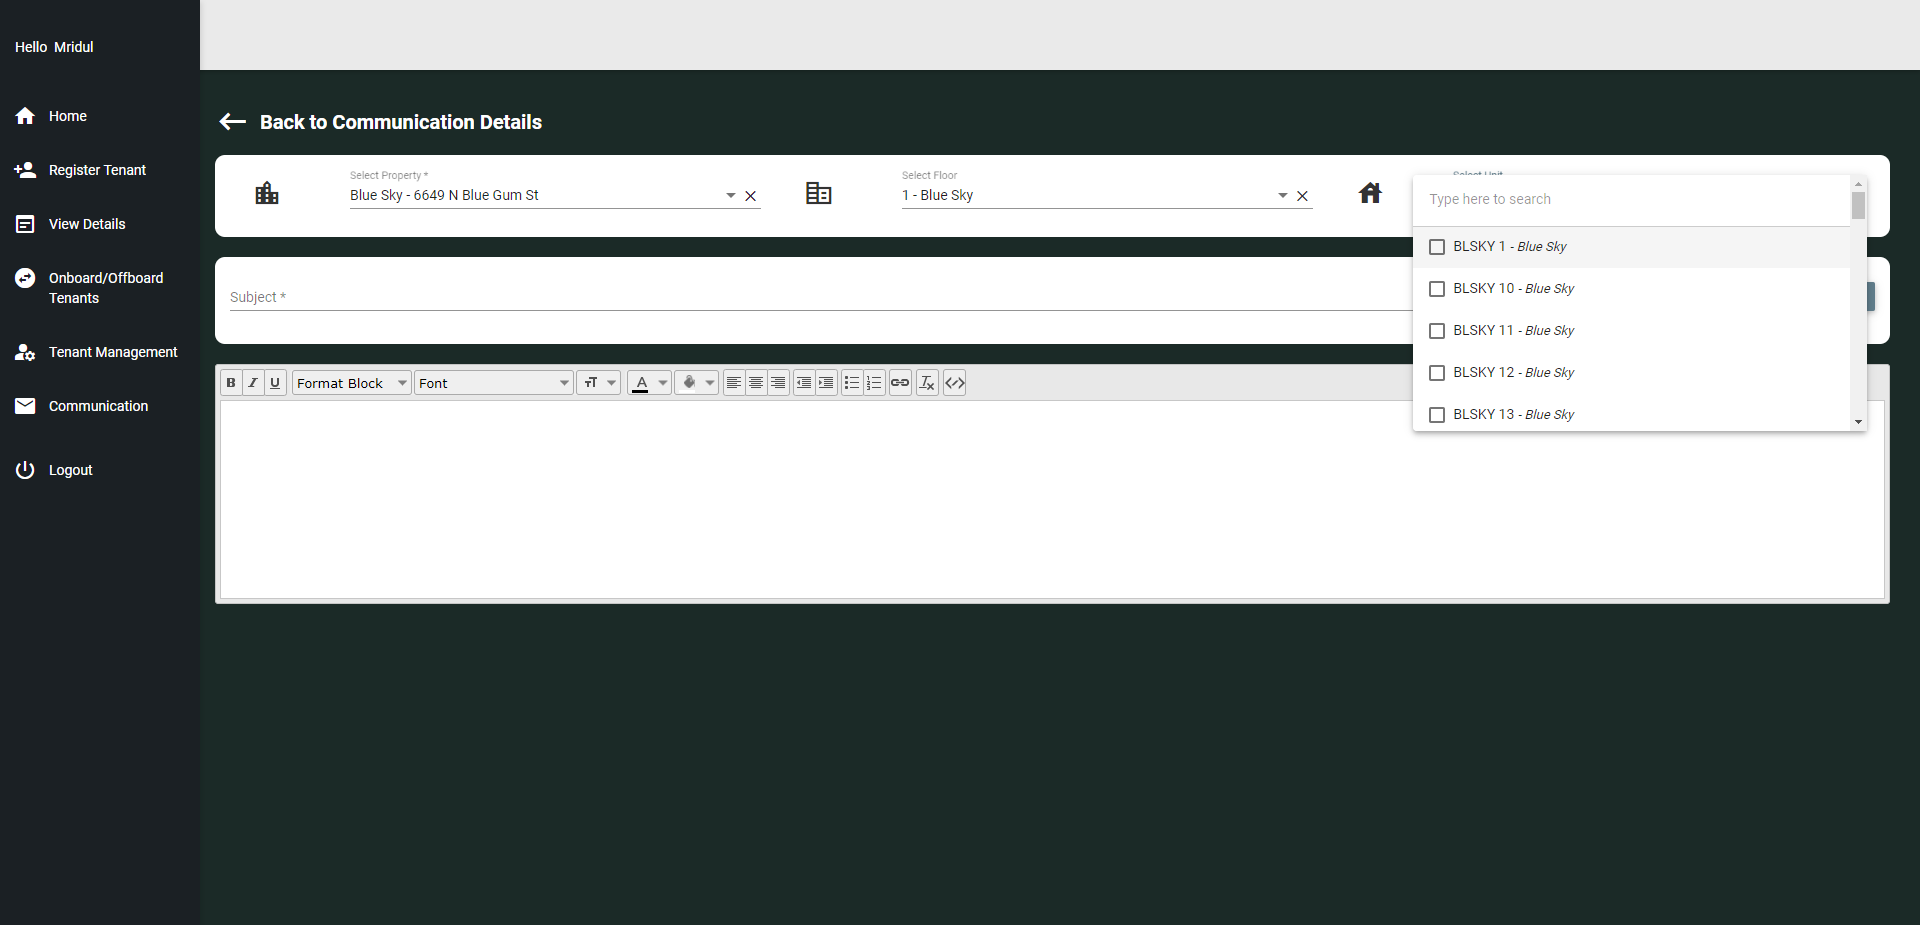 Hello Mridul
Home
Register Tenant
View Details
Onboard/Offboard
Tenants
Tenant Management
Communication
Logout
Back to Communication Details
Select Property *
Blue Sky - 6649 N Blue Gum St
Select Floor
1 - Blue Sky
Select Unit
Type here to search
BLSKY 1 - Blue Sky
BLSKY 10 - Blue Sky
BLSKY 11 - Blue Sky
BLSKY 12 - Blue Sky
BLSKY 13 - Blue Sky
Subject *
Format Block
Font